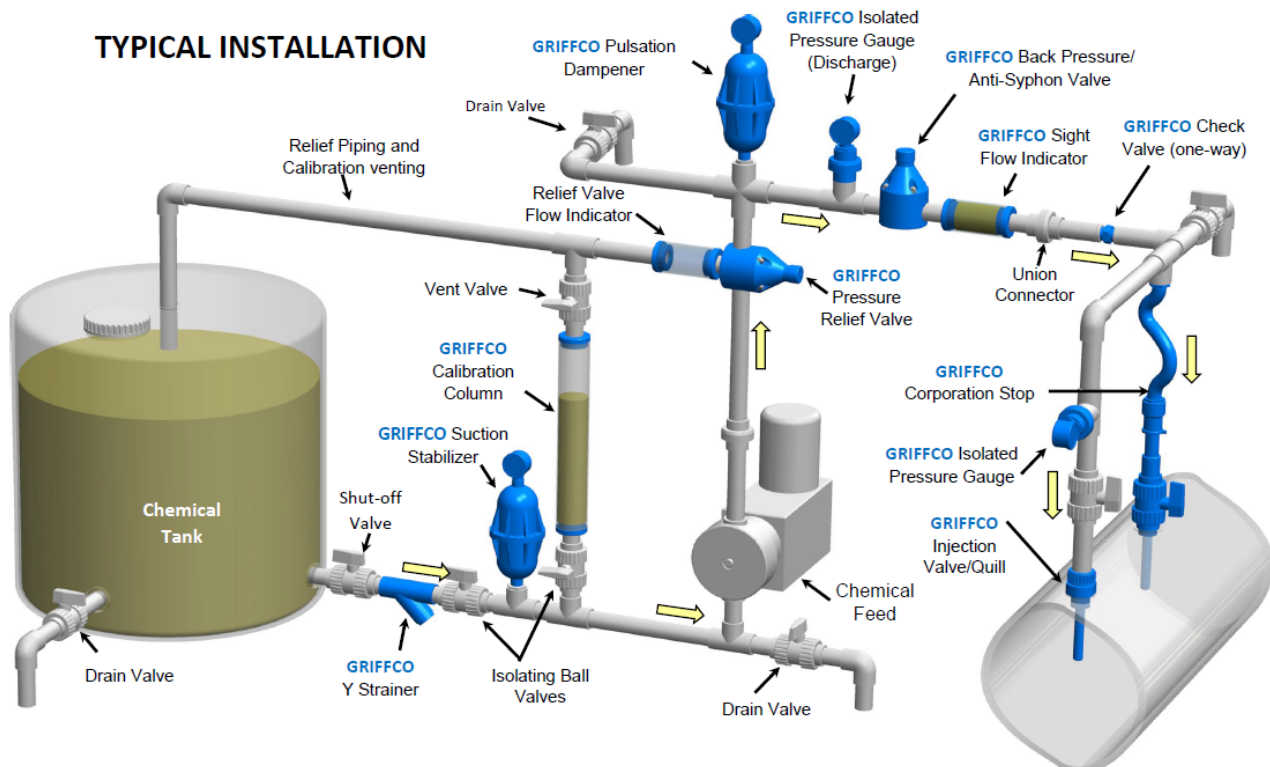 TYPICAL INSTALLATION
GRIFFCO Pulsation
Dampener
GRIFFCO Isolated
Pressure Gauge
(Discharge)
GRIFFCO Back Pressure/
Anti-Syphon Valve
Drain Valve
GRIFFCO Sight
Flow Indicator
GRIFFCO Check
Valve (one-way)
Relief Piping and
Calibration venting
Relief Valve
Flow Indicator
Vent Valve
GRIFFCO
Pressure
Relief Valve
Union
Connector
GRIFFCO
Calibration
Column
GRIFFCO
Corporation Stop
GRIFFCO Suction
Stabilizer
GRIFFCO Isolated
Pressure Gauge
Shut-off
Valve
Chemical
Tank
GRIFFCO
Injection
Valve/Quill
Chemical
Feed
Drain Valve
GRIFFCO
Y Strainer
Isolating Ball
Valves
Drain Valve